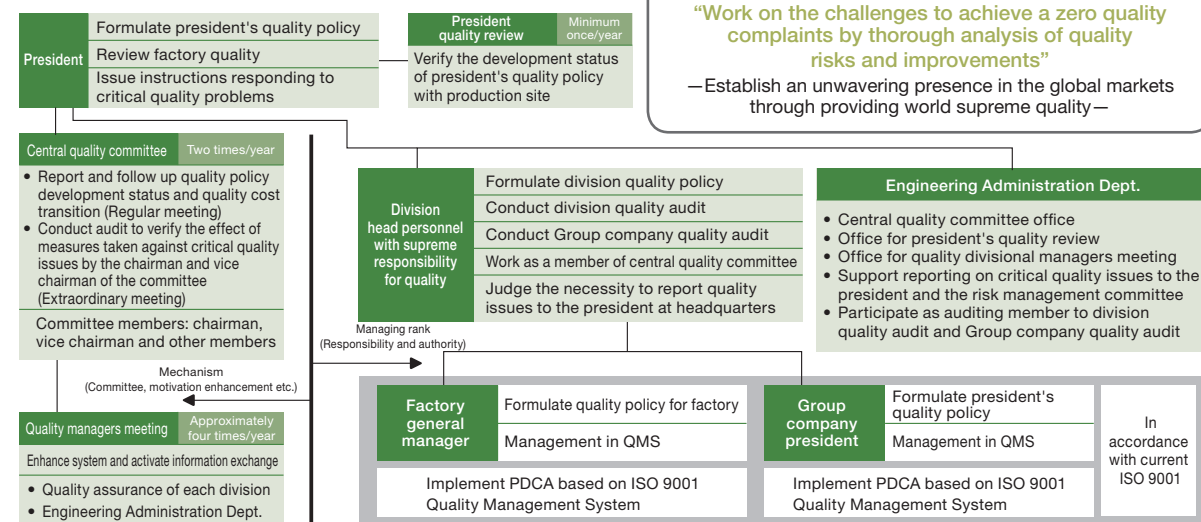 President
Formulate president's quality policy
Review factory quality
Issue instructions responding to
critical quality problems
President
quality review
Minimum
once/year
Verify the development status
of president's quality policy
with production site
“Work on the challenges to achieve a zero quality
complaints by thorough analysis of quality
risks and improvements”
—Establish an unwavering presence in the global markets
through providing world supreme quality—
Central quality committee
Two times/year
• Report and follow up quality policy
development status and quality cost
transition (Regular meeting)
• Conduct audit to verify the effect of
measures taken against critical quality
issues by the chairman and vice
chairman of the committee
(Extraordinary meeting)
Committee members: chairman,
vice chairman and other members
Mechanism
(Committee, motivation enhancement etc.)
Managing rank
(Responsibility and authority)
Quality managers meeting
Approximately
four times/year
Enhance system and activate information exchange
• Quality assurance of each division
• Engineering Administration Dept.
Division
head personnel
with supreme
responsibility
for quality
Formulate division quality policy
Conduct division quality audit
Conduct Group company quality audit
Work as a member of central quality committee
Judge the necessity to report quality
issues to the president at headquarters
Engineering Administration Dept.
• Central quality committee office
• Office for president's quality review
• Office for quality divisional managers meeting
• Support reporting on critical quality issues to the
president and the risk management committee
• Participate as auditing member to division
quality audit and Group company quality audit
Factory
general
manager
Formulate quality policy for factory
Management in QMS
Implement PDCA based on ISO 9001
Quality Management System
Group
company
president
Formulate president's
quality policy
Management in QMS
Implement PDCA based on ISO 9001
Quality Management System
In
accordance
with current
ISO 9001